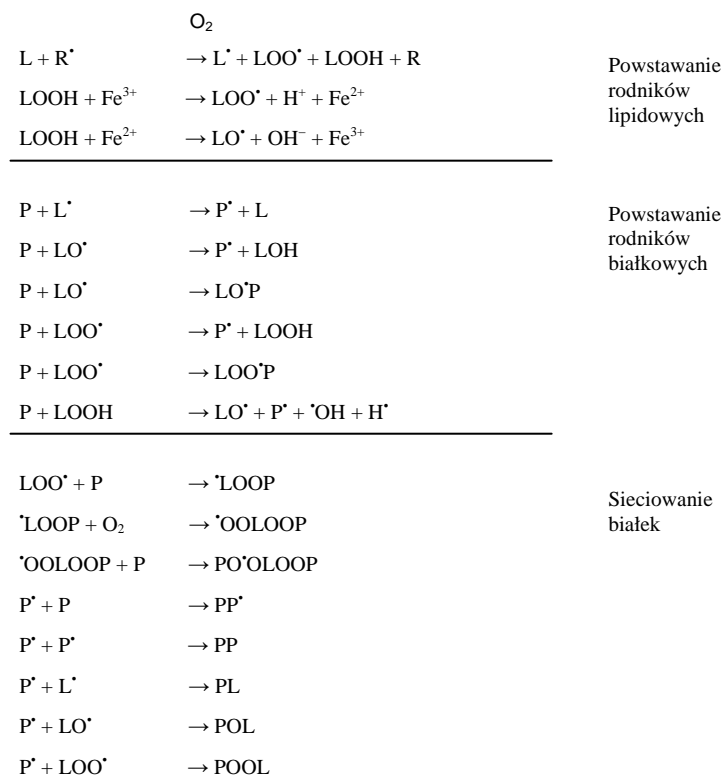 O₂
L + R• → L• + LOO• + LOOH + R
Powstawanie
rodników
lipidowych
LOOH + Fe³⁺ → LOO• + H⁺ + Fe²⁺
LOOH + Fe²⁺ → LO• + OH⁻ + Fe³⁺
P + L• → P• + L
Powstawanie
rodników
białkowych
P + LO• → P• + LOH
P + LO• → LO•P
P + LOO• → P• + LOOH
P + LOO• → LOO•P
P + LOOH → LO• + P• + •OH + H•
LOO• + P → •LOOP
Sieciowanie
białek
•LOOP + O₂ → •OOLOOP
•OOLOOP + P → PO•OLOOP
P• + P → PP•
P• + P• → PP
P• + L• → PL
P• + LO• → POL
P• + LOO• → POOL